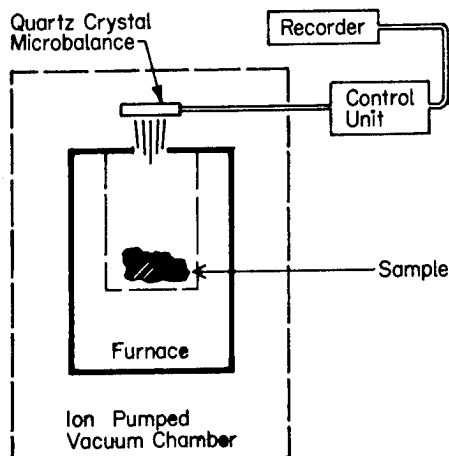 Quartz Crystal
Microbalance
Recorder
Control
Unit
Sample
Furnace
Ion Pumped
Vacuum Chamber